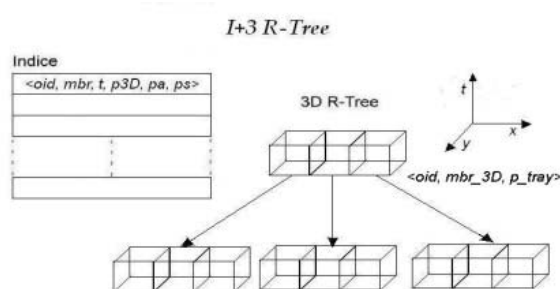 I+3 R-Tree
Indice
<oid, mbr, t, p3D, pa, ps>
3D R-Tree
t
x
y
<oid, mbr_3D, p_tray>